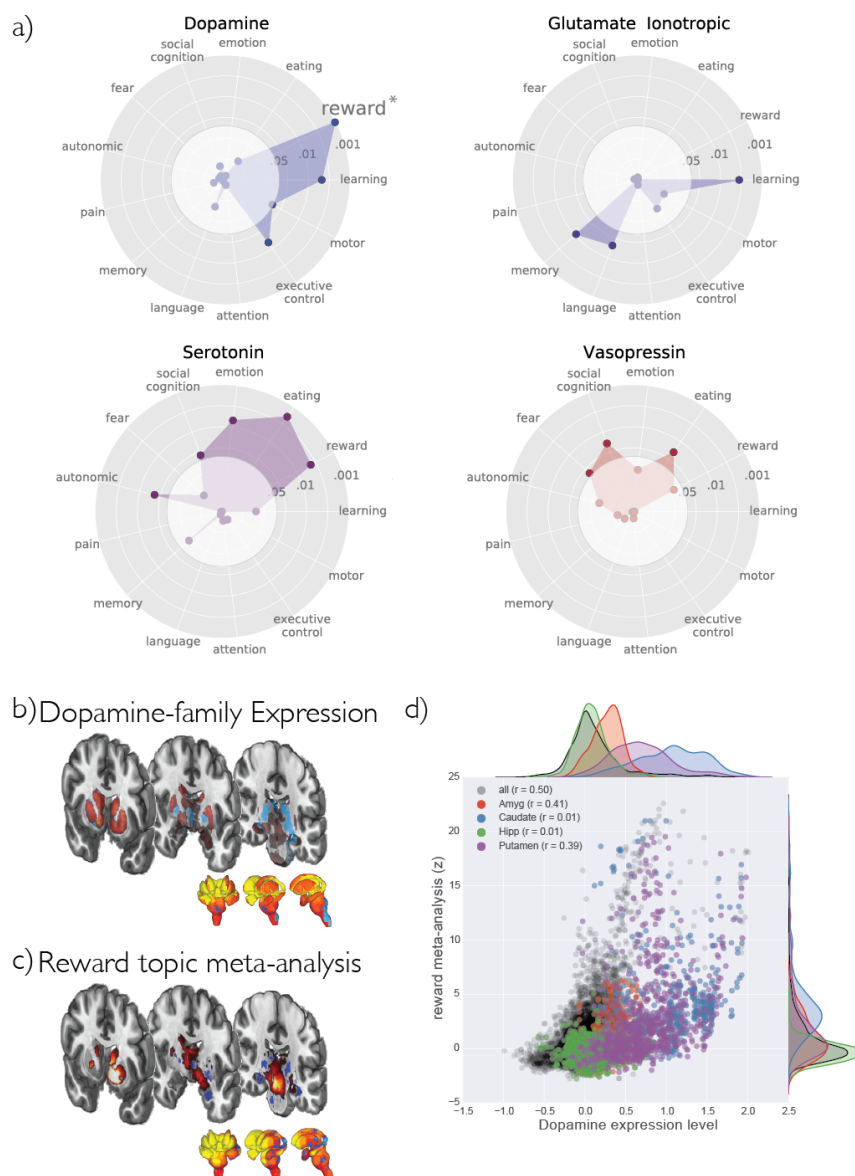 a)
Dopamine
social
cognition
emotion
eating
reward*
learning
motor
executive
control
attention
language
memory
pain
autonomic
fear
.05
.01
.001
Glutamate Ionotropic
social
cognition
emotion
eating
reward
learning
motor
executive
control
attention
language
memory
pain
autonomic
fear
.05
.01
.001
Serotonin
social
cognition
emotion
eating
reward
learning
motor
executive
control
attention
language
memory
pain
autonomic
fear
.05
.01
.001
Vasopressin
social
cognition
emotion
eating
reward
learning
motor
executive
control
attention
language
memory
pain
autonomic
fear
.05
.01
.001
b) Dopamine-family Expression
c) Reward topic meta-analysis
d)
all (r = 0.50)
Amyg (r = 0.41)
Caudate (r = 0.01)
Hipp (r = 0.01)
Putamen (r = 0.39)
reward meta-analysis (z)
25
20
15
10
5
0
−5
−1.5 −1.0 −0.5 0.0 0.5 1.0 1.5 2.0 2.5
Dopamine expression level